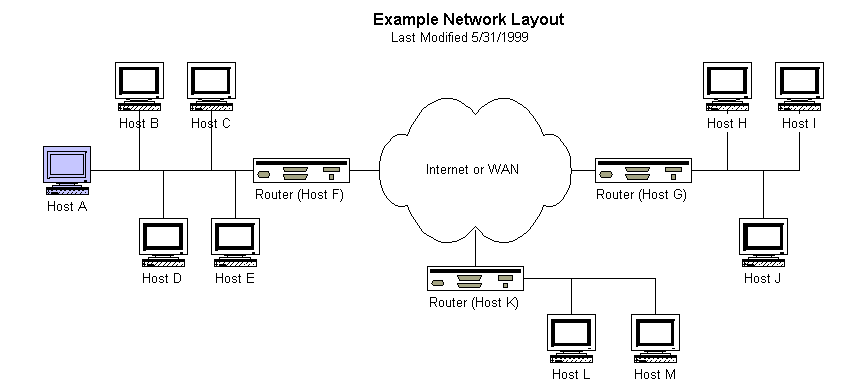 Example Network Layout
Last Modified 5/31/1999
Host B
Host C
Host H
Host I
Internet or WAN
Host A
Router (Host F)
Router (Host G)
Host D
Host E
Host J
Router (Host K)
Host L
Host M